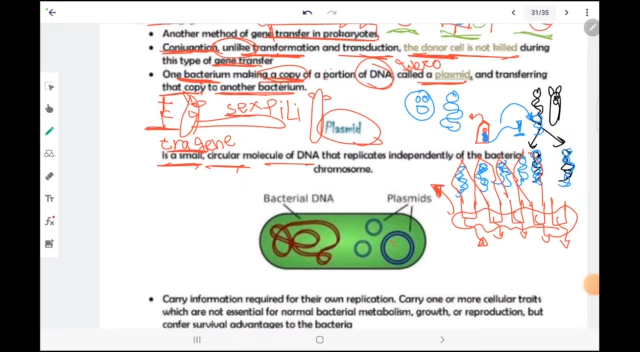 31/35
• Another method of gene transfer in prokaryotes
• Conjugation, unlike transformation and transduction, the donor cell is not killed during
this type of gene transfer
• One bacterium making a copy of a portion of DNA, called a plasmid, and transferring
that copy to another bacterium.
F sex pili
Plasmid
tra gene
Is a small, circular molecule of DNA that replicates independently of the bacterial
chromosome.
Bacterial DNA Plasmids
• Carry information required for their own replication. Carry one or more cellular traits
which are not essential for normal bacterial metabolism, growth, or reproduction, but
confer survival advantages to the bacteria